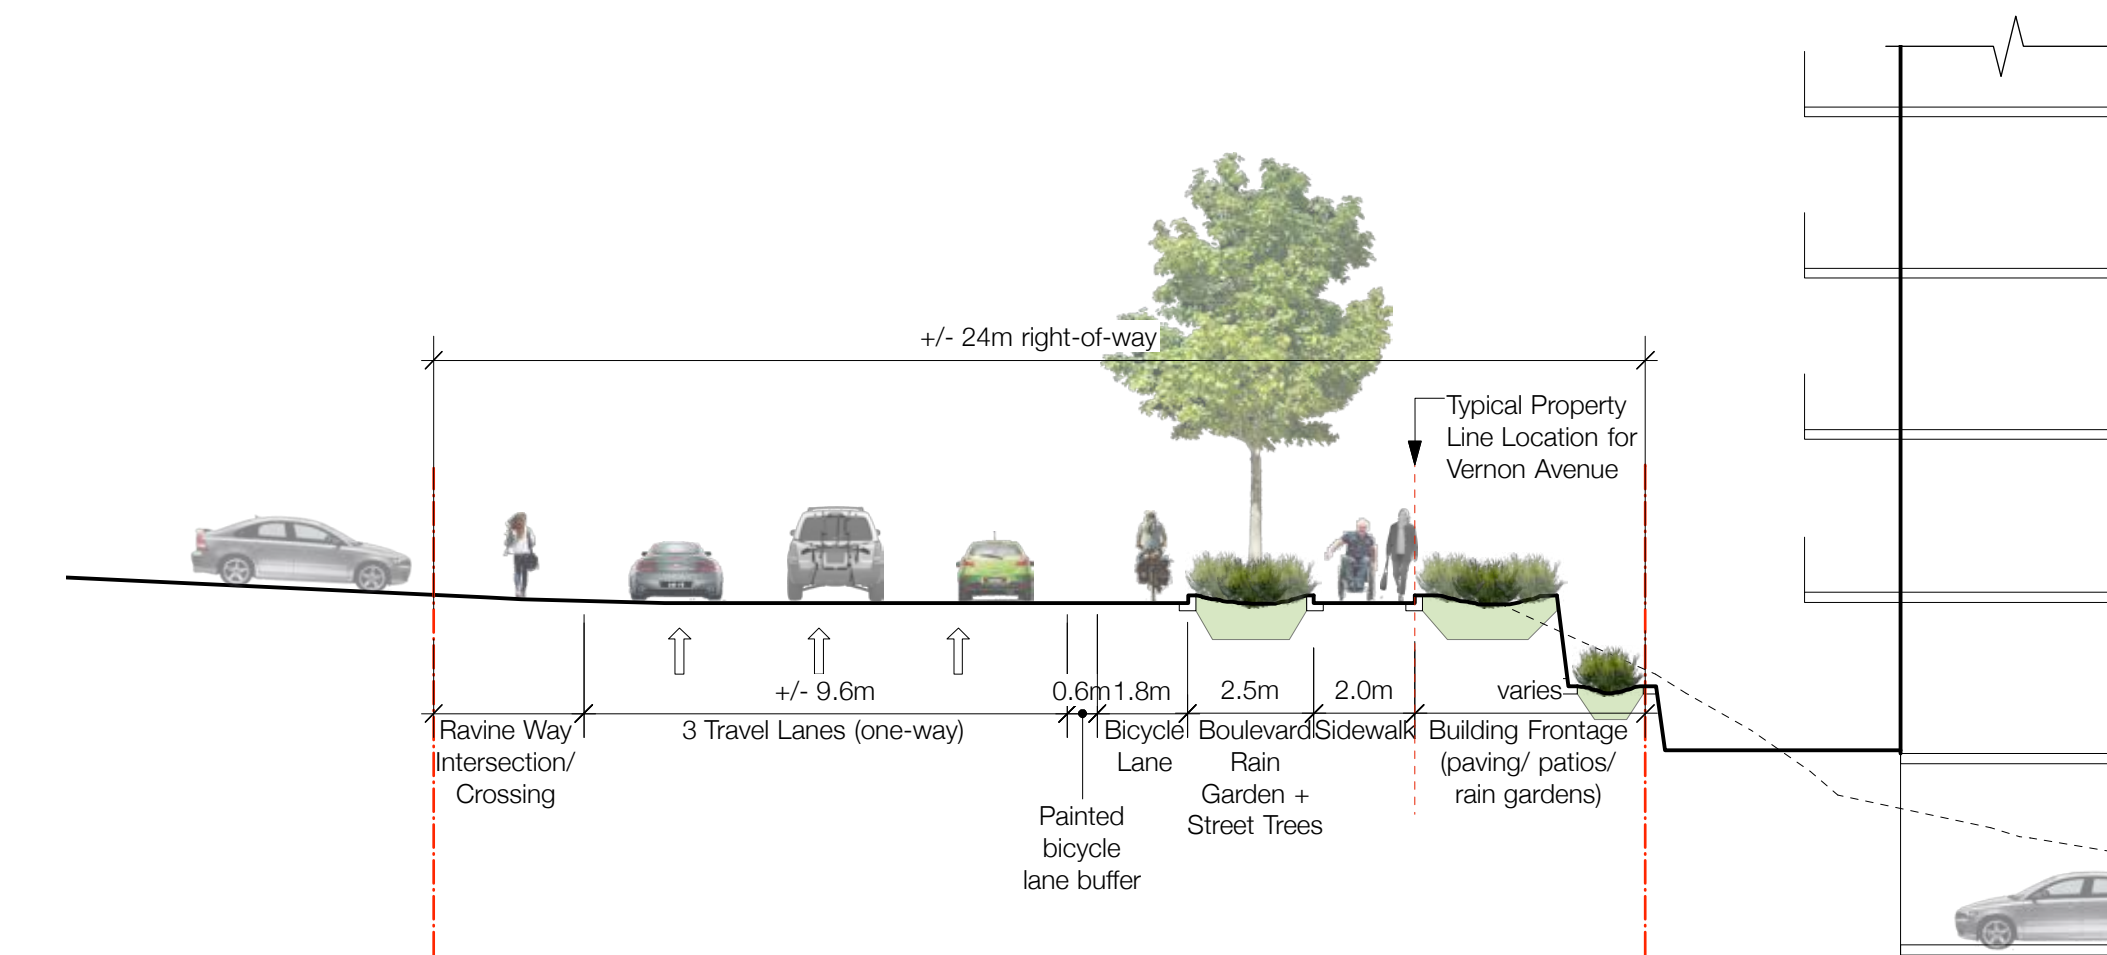 +/- 24m right-of-way
Typical Property
Line Location for
Vernon Avenue
+/- 9.6m
0.6m
1.8m
2.5m
2.0m
varies
Ravine Way
Intersection/
Crossing
3 Travel Lanes (one-way)
Painted
bicycle
lane buffer
Bicycle
Lane
Boulevard
Rain
Garden +
Street Trees
Sidewalk
Building Frontage
(paving/ patios/
rain gardens)